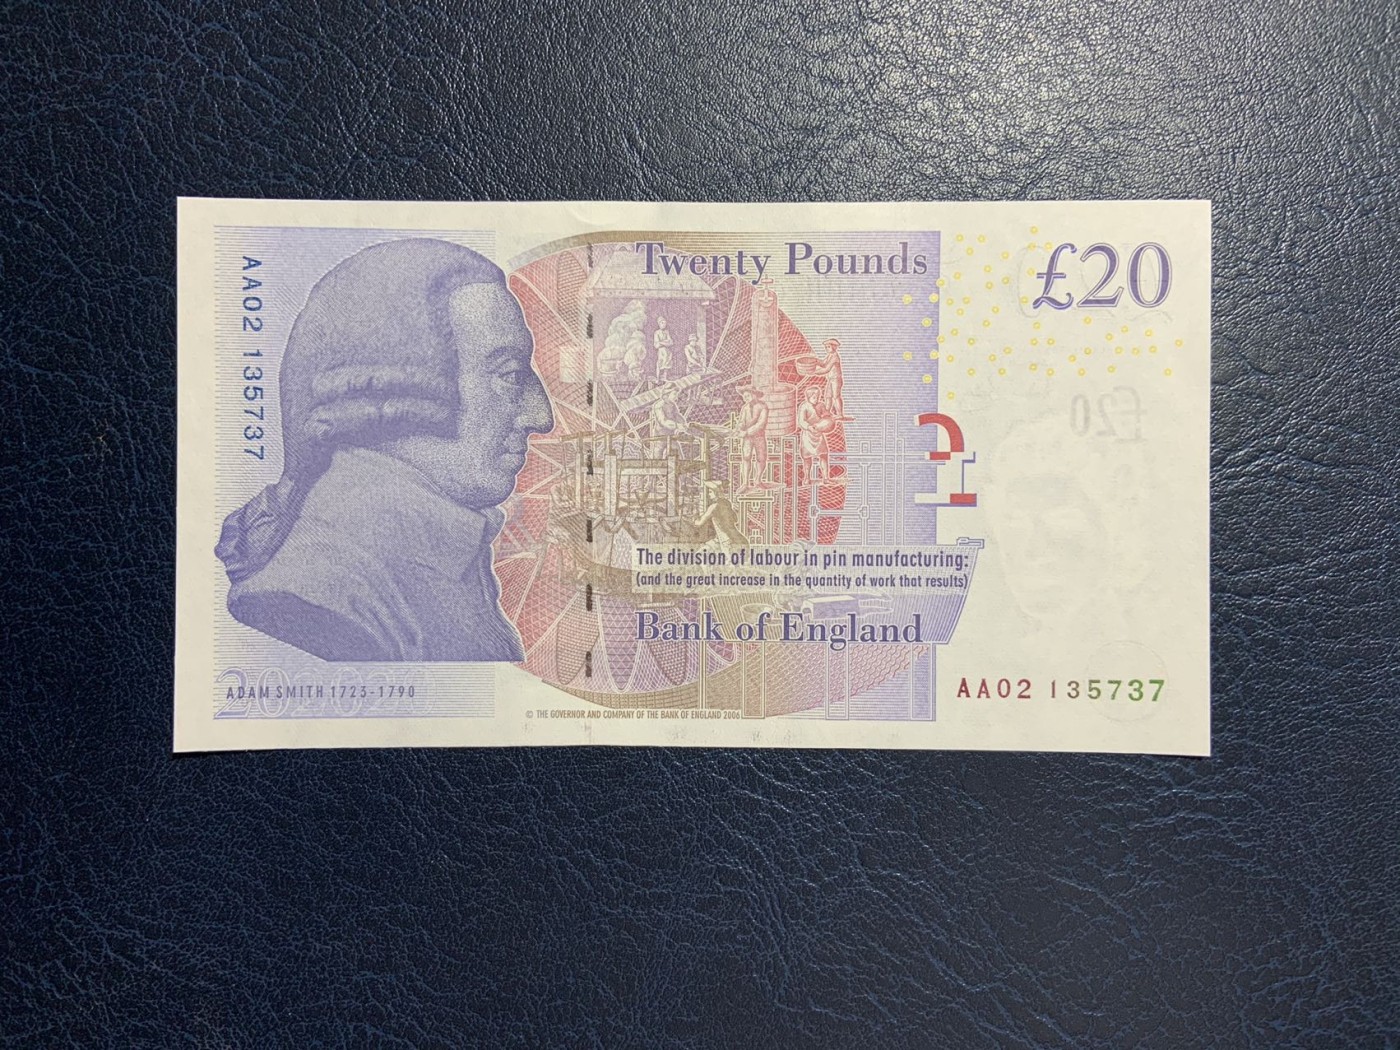 Twenty Pounds
£20
AA02 135737
£20
The division of labour in pin manufacturing:
(and the great increase in the quantity of work that results)
Bank of England
AA02 135737
20
ADAM SMITH 1723-1790
© THE GOVERNOR AND COMPANY OF THE BANK OF ENGLAND 2006